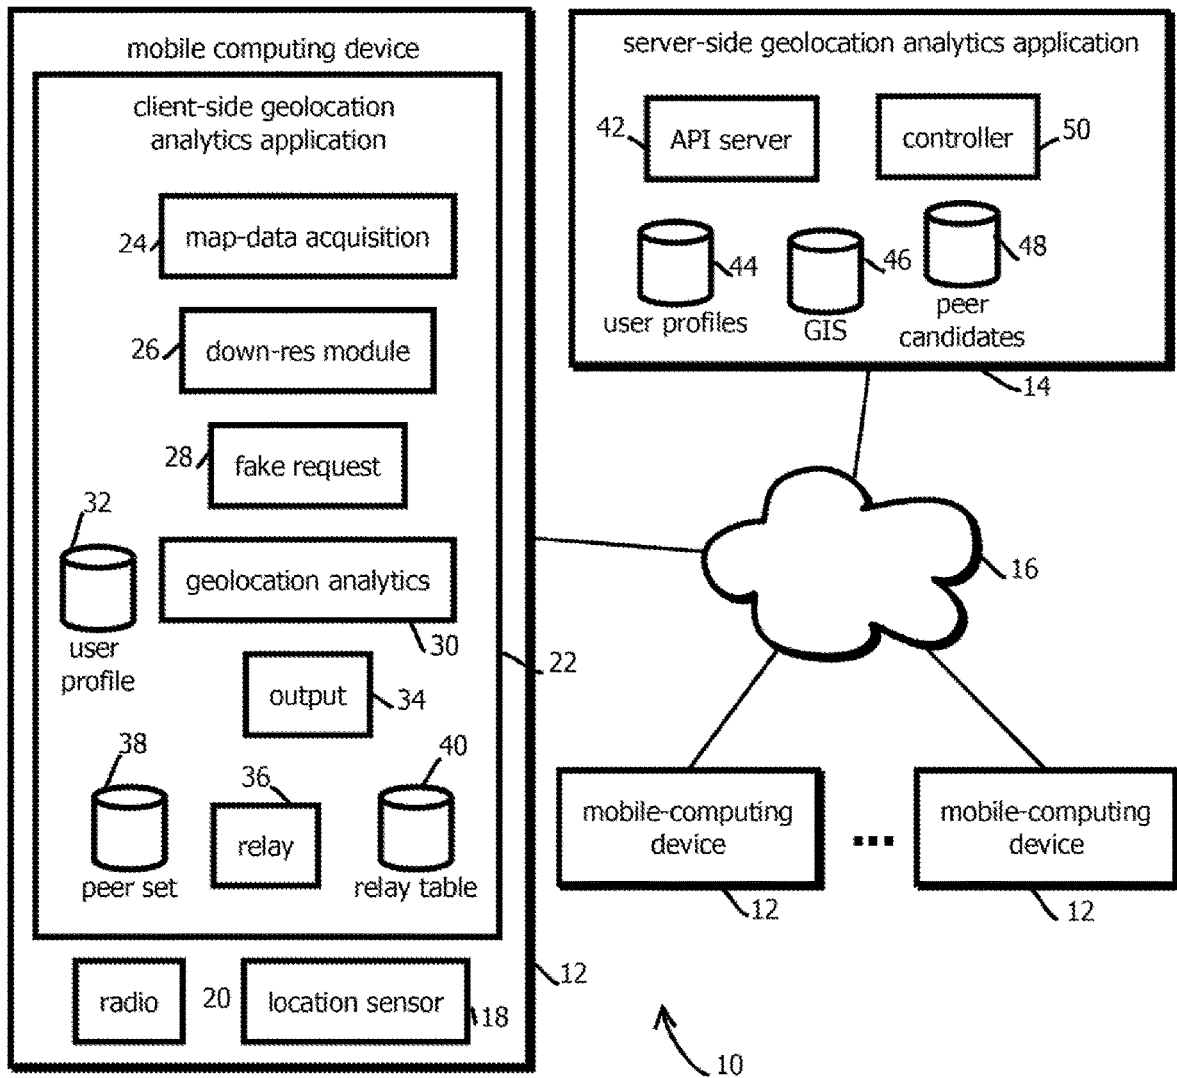 mobile computing device
client-side geolocation
analytics application
24
map-data acquisition
26
down-res module
28
fake request
32
user
profile
geolocation analytics
30
22
output
34
38
peer set
36
relay
40
relay table
radio
20
location sensor
18
12
server-side geolocation analytics application
42
API server
controller
50
44
user profiles
46
GIS
48
peer
candidates
14
16
mobile-computing
device
12
...
mobile-computing
device
12
10